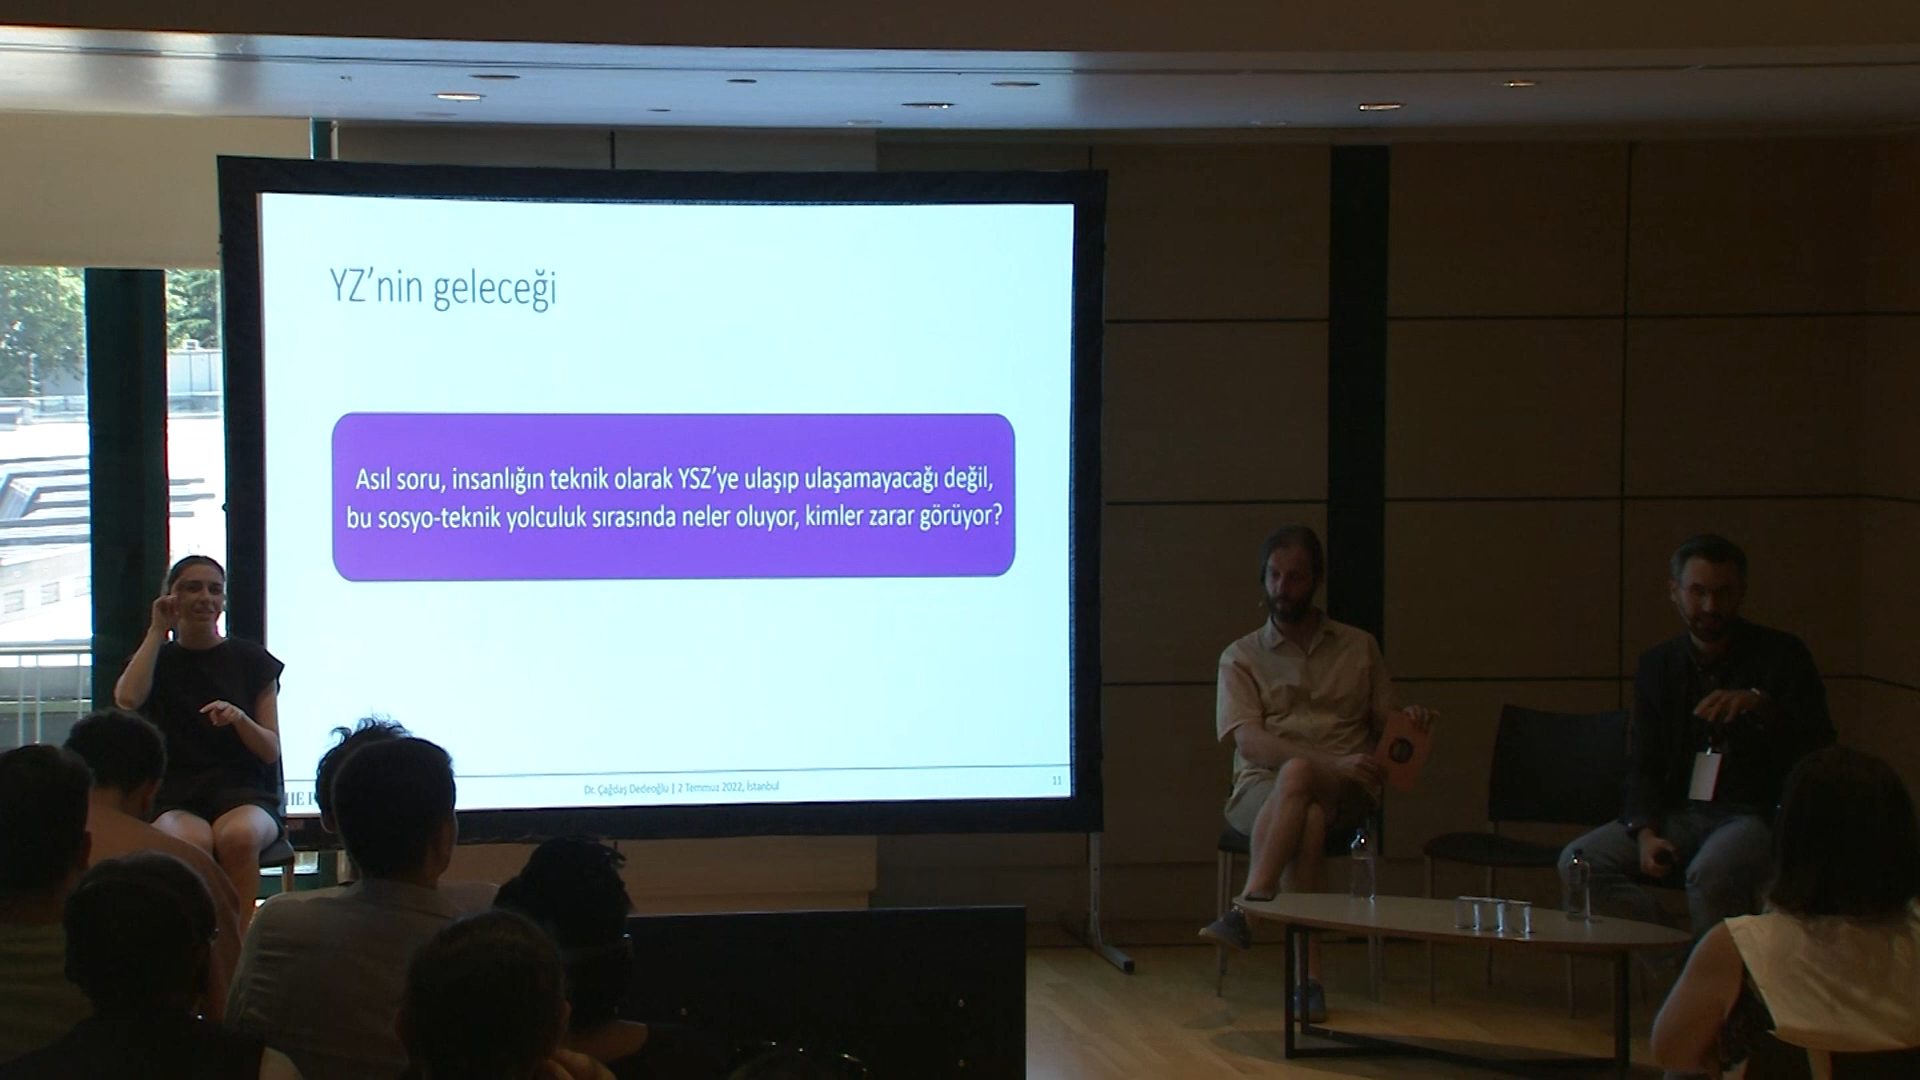 YZ’nin geleceği
Asıl soru, insanlığın teknik olarak YSZ’ye ulaşıp ulaşamayacağı değil,
bu sosyo-teknik yolculuk sırasında neler oluyor, kimler zarar görüyor?
Dr. Çağdaş Dedeoğlu | 2 Temmuz 2022, İstanbul
11